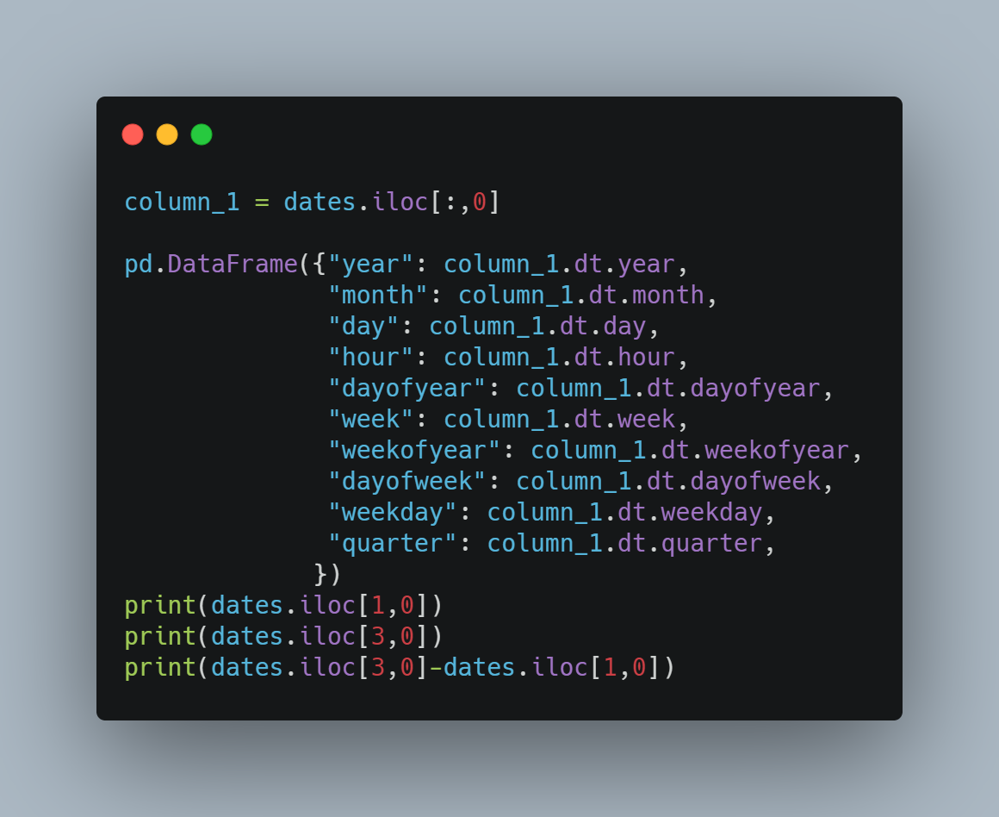 column_1 = dates.iloc[:,0]

pd.DataFrame({"year": column_1.dt.year,
              "month": column_1.dt.month,
              "day": column_1.dt.day,
              "hour": column_1.dt.hour,
              "dayofyear": column_1.dt.dayofyear,
              "week": column_1.dt.week,
              "weekofyear": column_1.dt.weekofyear,
              "dayofweek": column_1.dt.dayofweek,
              "weekday": column_1.dt.weekday,
              "quarter": column_1.dt.quarter,
             })
print(dates.iloc[1,0])
print(dates.iloc[3,0])
print(dates.iloc[3,0]-dates.iloc[1,0])